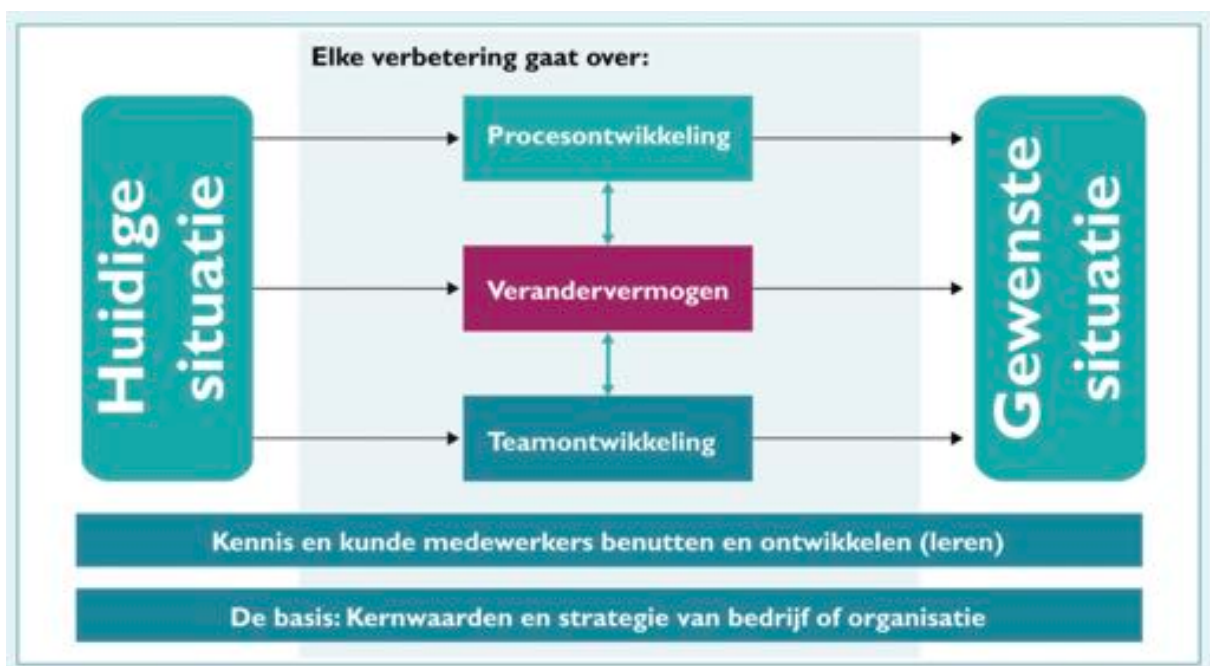 Elke verbetering gaat over:
Huidige
situatie
Procesontwikkeling
Verandervermogen
Teamontwikkeling
Gewenste
situatie
Kennis en kunde medewerkers benutten en ontwikkelen (leren)
De basis: Kernwaarden en strategie van bedrijf of organisatie